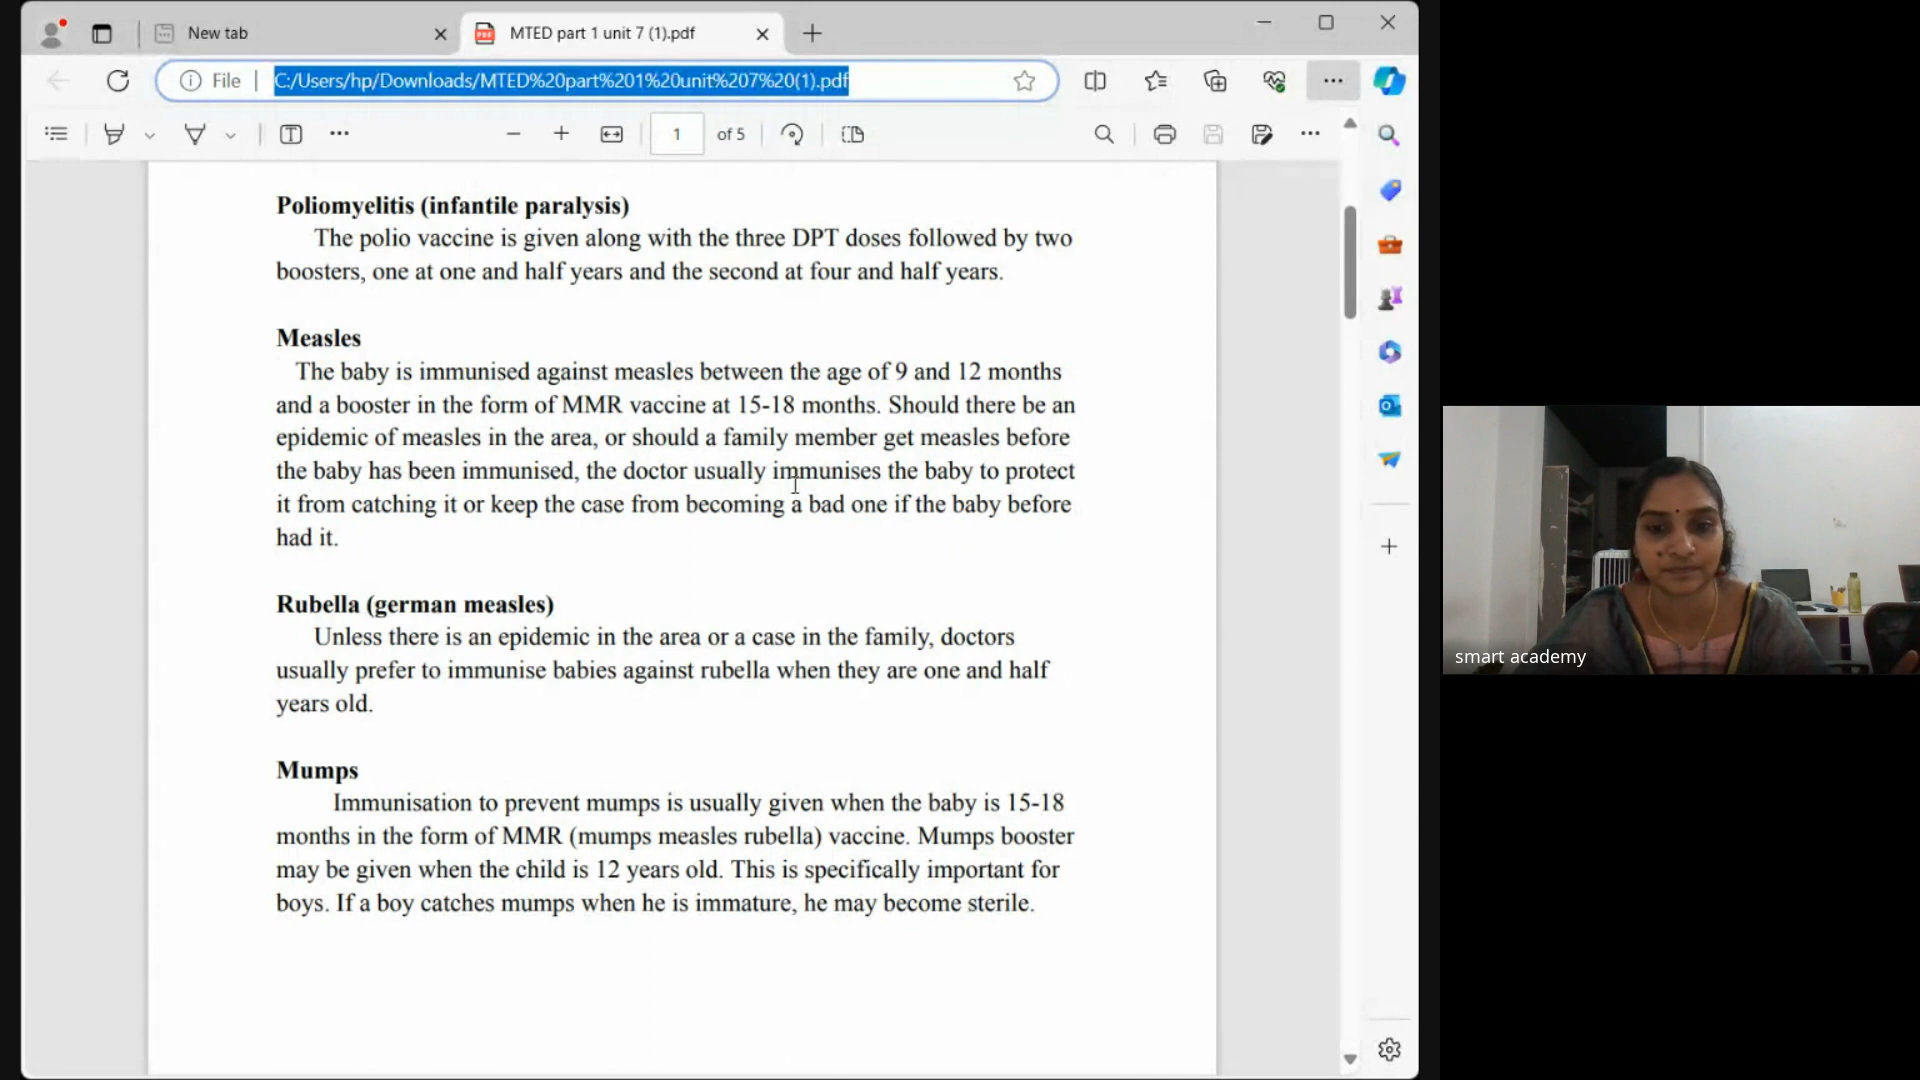 New tab
MTED part 1 unit 7 (1).pdf
File
C:/Users/hp/Downloads/MTED%20part%201%20unit%207%20(1).pdf
1 of 5
Poliomyelitis (infantile paralysis)
The polio vaccine is given along with the three DPT doses followed by two
boosters, one at one and half years and the second at four and half years.
Measles
The baby is immunised against measles between the age of 9 and 12 months
and a booster in the form of MMR vaccine at 15-18 months. Should there be an
epidemic of measles in the area, or should a family member get measles before
the baby has been immunised, the doctor usually immunises the baby to protect
it from catching it or keep the case from becoming a bad one if the baby before
had it.
Rubella (german measles)
Unless there is an epidemic in the area or a case in the family, doctors
usually prefer to immunise babies against rubella when they are one and half
years old.
Mumps
Immunisation to prevent mumps is usually given when the baby is 15-18
months in the form of MMR (mumps measles rubella) vaccine. Mumps booster
may be given when the child is 12 years old. This is specifically important for
boys. If a boy catches mumps when he is immature, he may become sterile.
smart academy